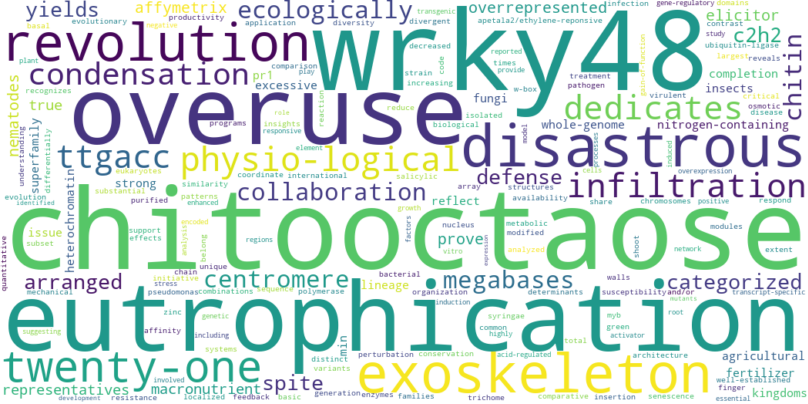 yields affymetrix ecologically overrepresented apetala2/ethylene-reponsive infection gene-regulatory domains
evolutionary productivity application diversity divergent transgenic elicitor contrast study
basal negative plant decreased code c2h2 ubiquitin-ligase largest reveals
revolution wrky48
condensation comparison play reported times provide strain increasing completion critical
recognizes pr1 excessive fungi w-box treatment pathogen virulent osmotic disease insects chitin
true programs role insights responsive reaction reduce isolated biological
nematodes superfamily differentially understanding
overuse dedicates
whole-genome nitrogen-containing
ttgacc physio-logical disastrous
eukaryotes element model processes induced overexpression
strong similarity coordinate international salicylic array structures availability cells chromosomes positive
evolution identified substantial purified enhanced patterns
collaboration defense infiltration
heterochromatin issue subset support effects unique chain regions encoded analysis belong
reflect share respond metabolic modified modules network extent
growth factors nucleus vitro prove analyzed shoot expression
quantitative
chitooctaose
arranged centromere lineage megabases categorized
initiative bacterial walls
mechanical stress pseudomonas combinations sequence polymerase organization determinants susceptibility and/or transcript-specific
zinc genetic affinity induction syringae myb mutants
suggesting including min common green root
eutrophication
systems distinct variants perturbation conservation highly acid-regulated activator total architecture agricultural
twenty-one exoskeleton
involved spite fertilizer
representatives macronutrient well-established
development resistance localized feedback basic generation enzymes families trichome comparative insertion senescence finger essential kingdoms